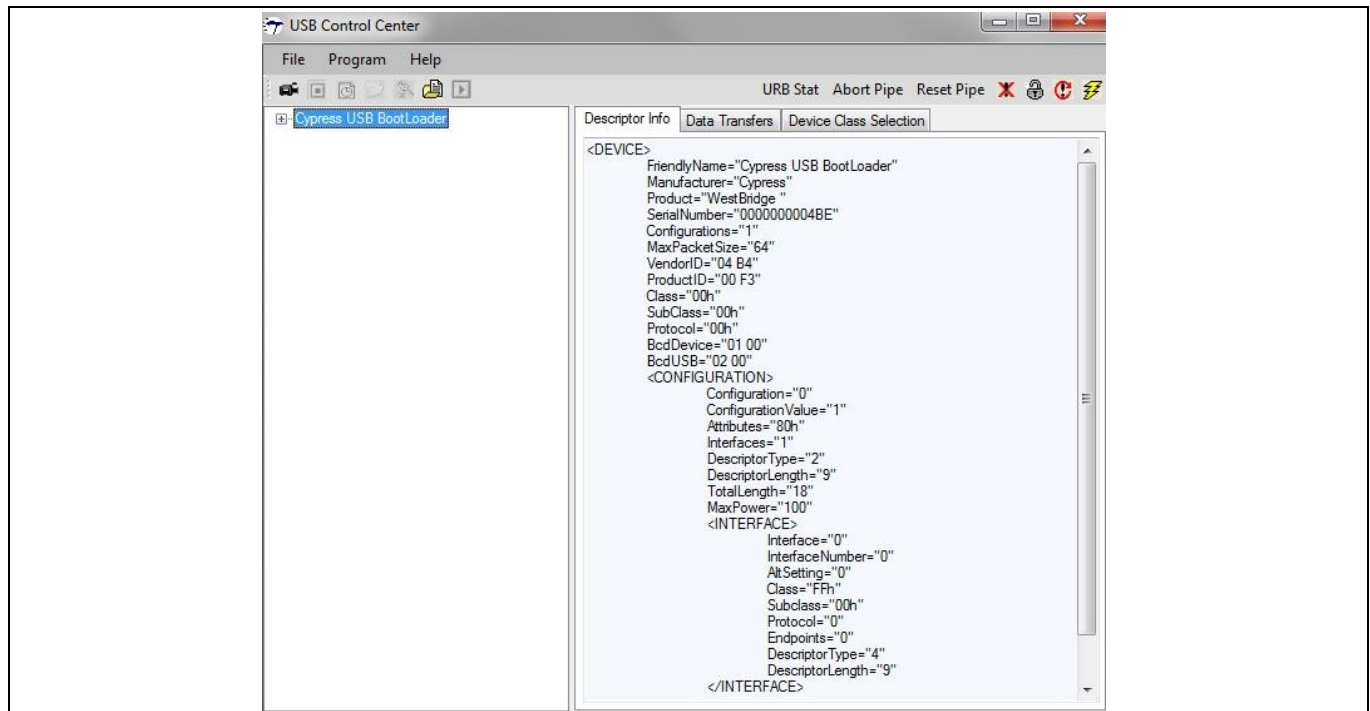 USB Control Center
File Program Help
URB Stat Abort Pipe Reset Pipe
Cypress USB BootLoader
Descriptor Info Data Transfers Device Class Selection
<DEVICE>
FriendlyName="Cypress USB BootLoader"
Manufacturer="Cypress"
Product="WestBridge "
SerialNumber="0000000004BE"
Configurations="1"
MaxPacketSize="64"
VendorID="04 B4"
ProductID="00 F3"
Class="00h"
SubClass="00h"
Protocol="00h"
BcdDevice="01 00"
BcdUSB="02 00"
<CONFIGURATION>
Configuration="0"
ConfigurationValue="1"
Attributes="80h"
Interfaces="1"
DescriptorType="2"
DescriptorLength="9"
TotalLength="18"
MaxPower="100"
<INTERFACE>
Interface="0"
InterfaceNumber="0"
AltSetting="0"
Class="FFh"
Subclass="00h"
Protocol="0"
Endpoints="0"
DescriptorType="4"
DescriptorLength="9"
</INTERFACE>